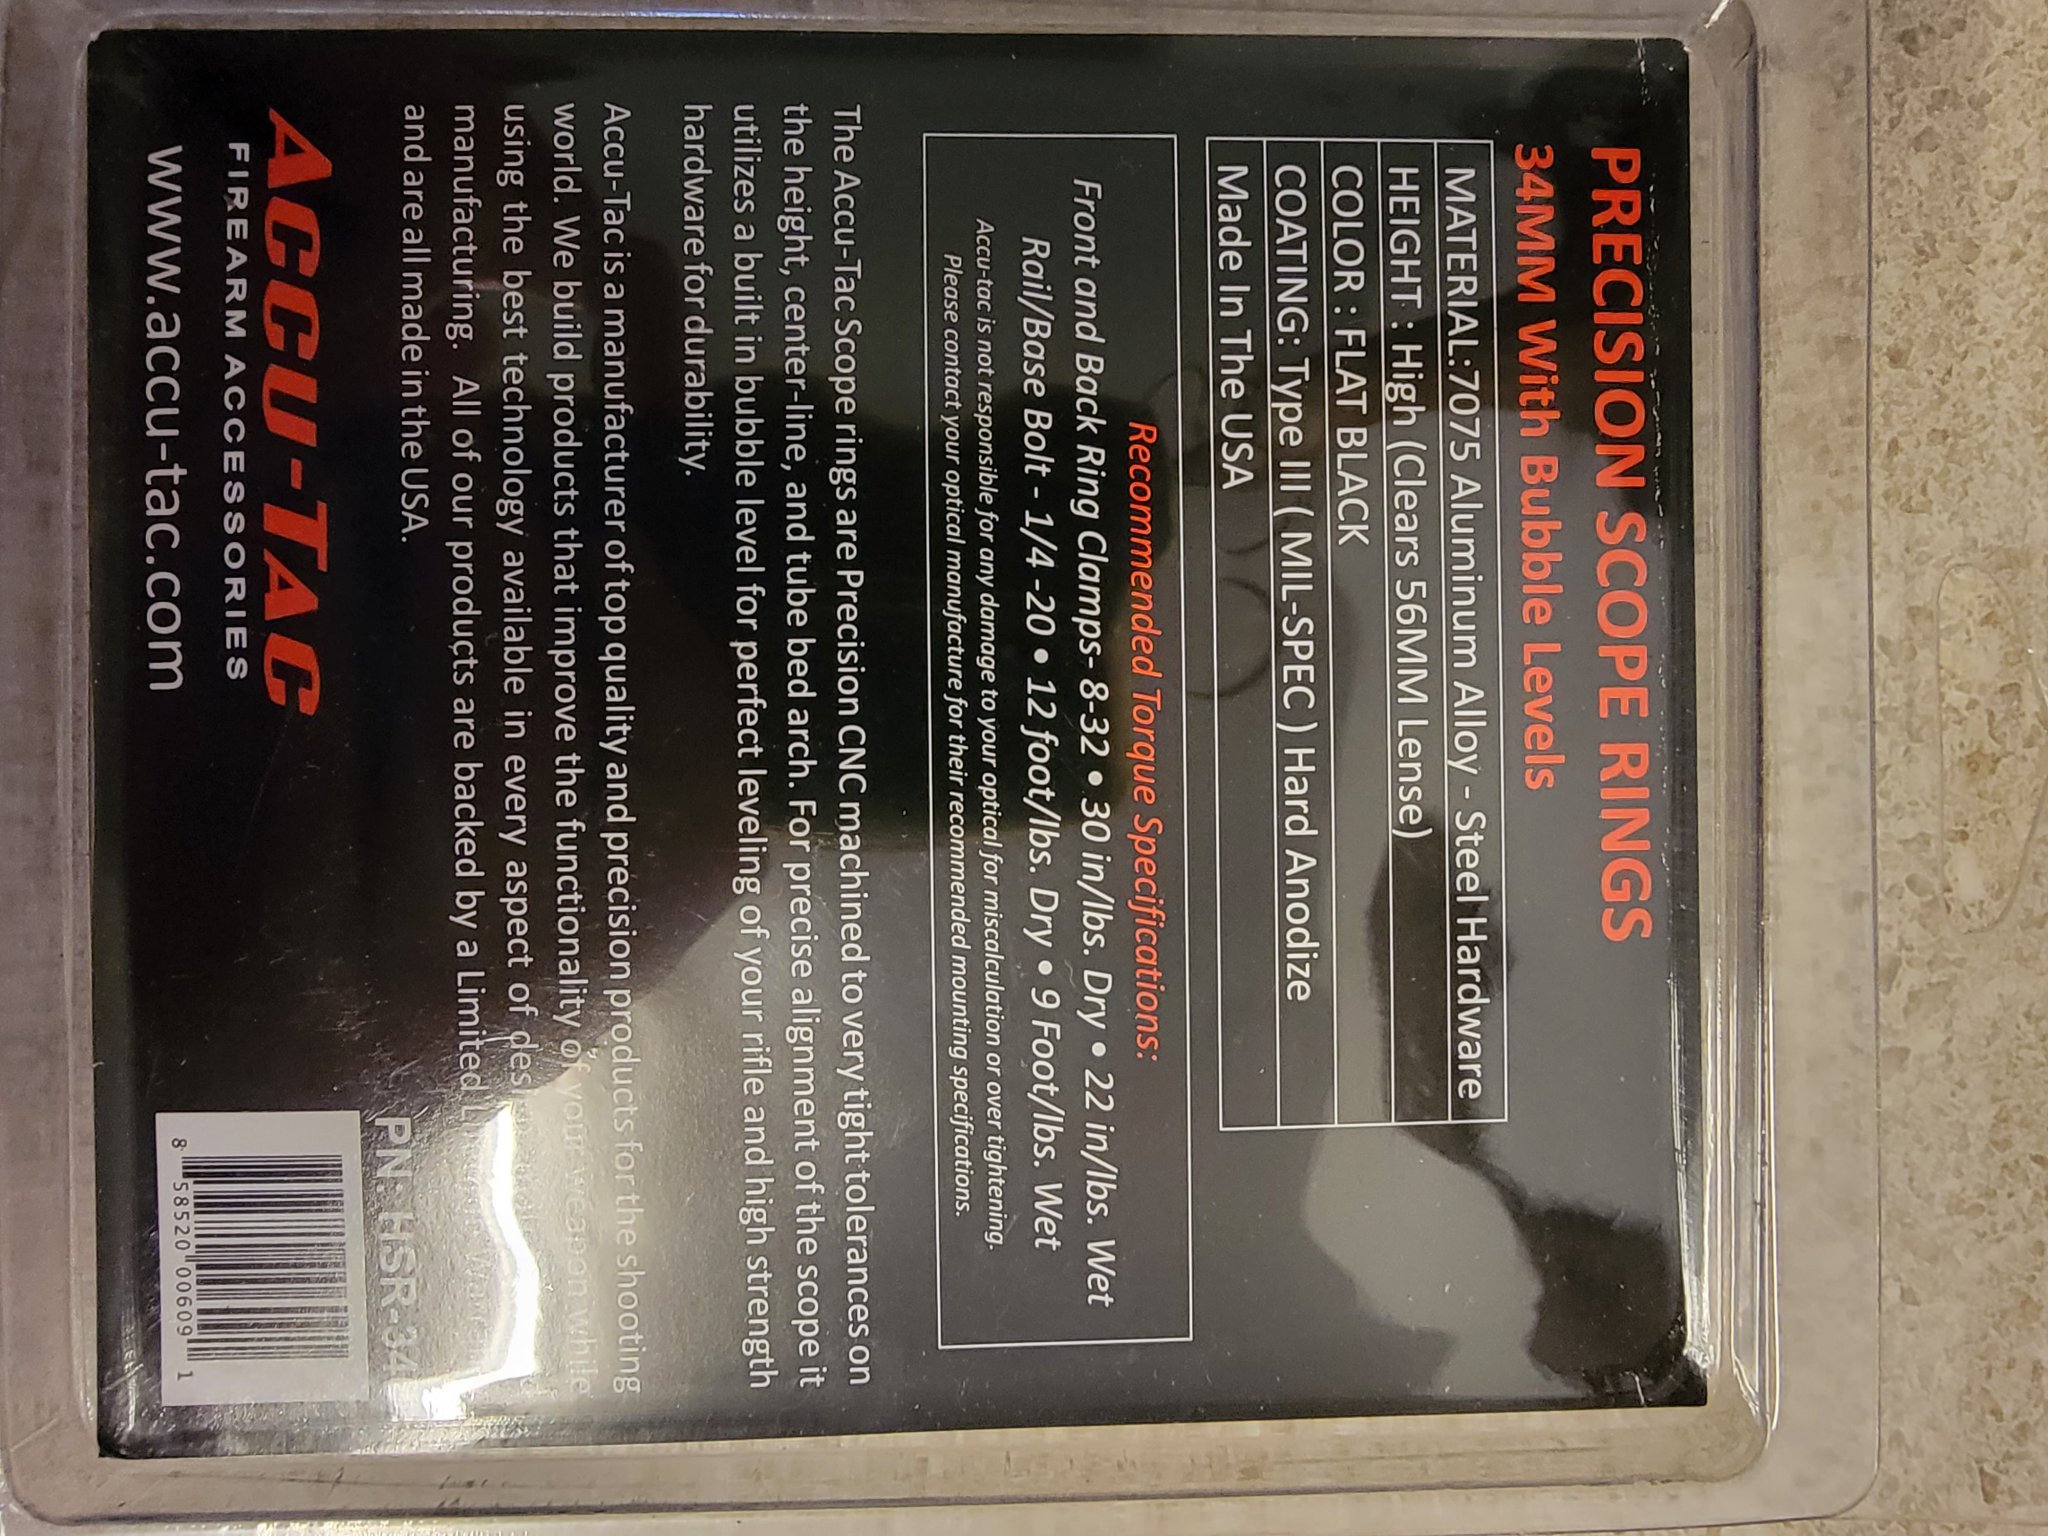 PRECISION SCOPE RINGS
34MM With Bubble Levels
MATERIAL:7075 Aluminum Alloy - Steel Hardware
HEIGHT : High (Clears 56MM Lense)
COLOR : FLAT BLACK
COATING: Type III ( MIL-SPEC ) Hard Anodize
Made In The USA
Recommended Torque Specifications:
Front and Back Ring Clamps- 8-32 • 30 in/lbs. Dry • 22 in/lbs. Wet
Rail/Base Bolt - 1/4 -20 • 12 foot/lbs. Dry • 9 Foot/lbs. Wet
Accu-tac is not responsible for any damage to your optical for miscalculation or over tightening.
Please contact your optical manufacture for their recommended mounting specifications.
The Accu-Tac Scope rings are Precision CNC machined to very tight tolerances on
the height, center-line, and tube bed arch. For precise alignment of the scope it
utilizes a built in bubble level for perfect leveling of your rifle and high strength
hardware for durability.
Accu-Tac is a manufacturer of top quality and precision products for the shooting
world. We build products that improve the functionality of your weapon while
using the best technology available in every aspect of
manufacturing. All of our products are backed by a Limited
and are all made in the USA.
ACCU-TAC
FIREARM ACCESSORIES
www.accu-tac.com
PN: HSR-34
8 58520 00609 1